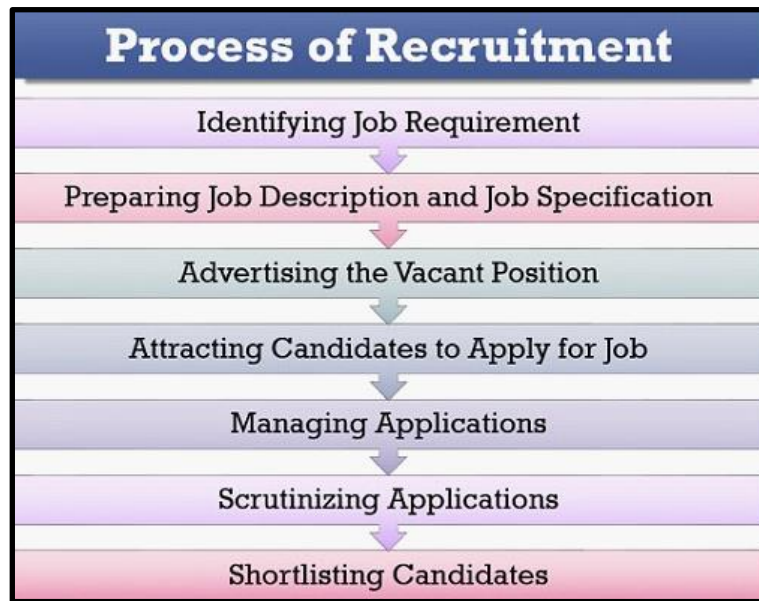 Process of Recruitment
Identifying Job Requirement
Preparing Job Description and Job Specification
Advertising the Vacant Position
Attracting Candidates to Apply for Job
Managing Applications
Scrutinizing Applications
Shortlisting Candidates